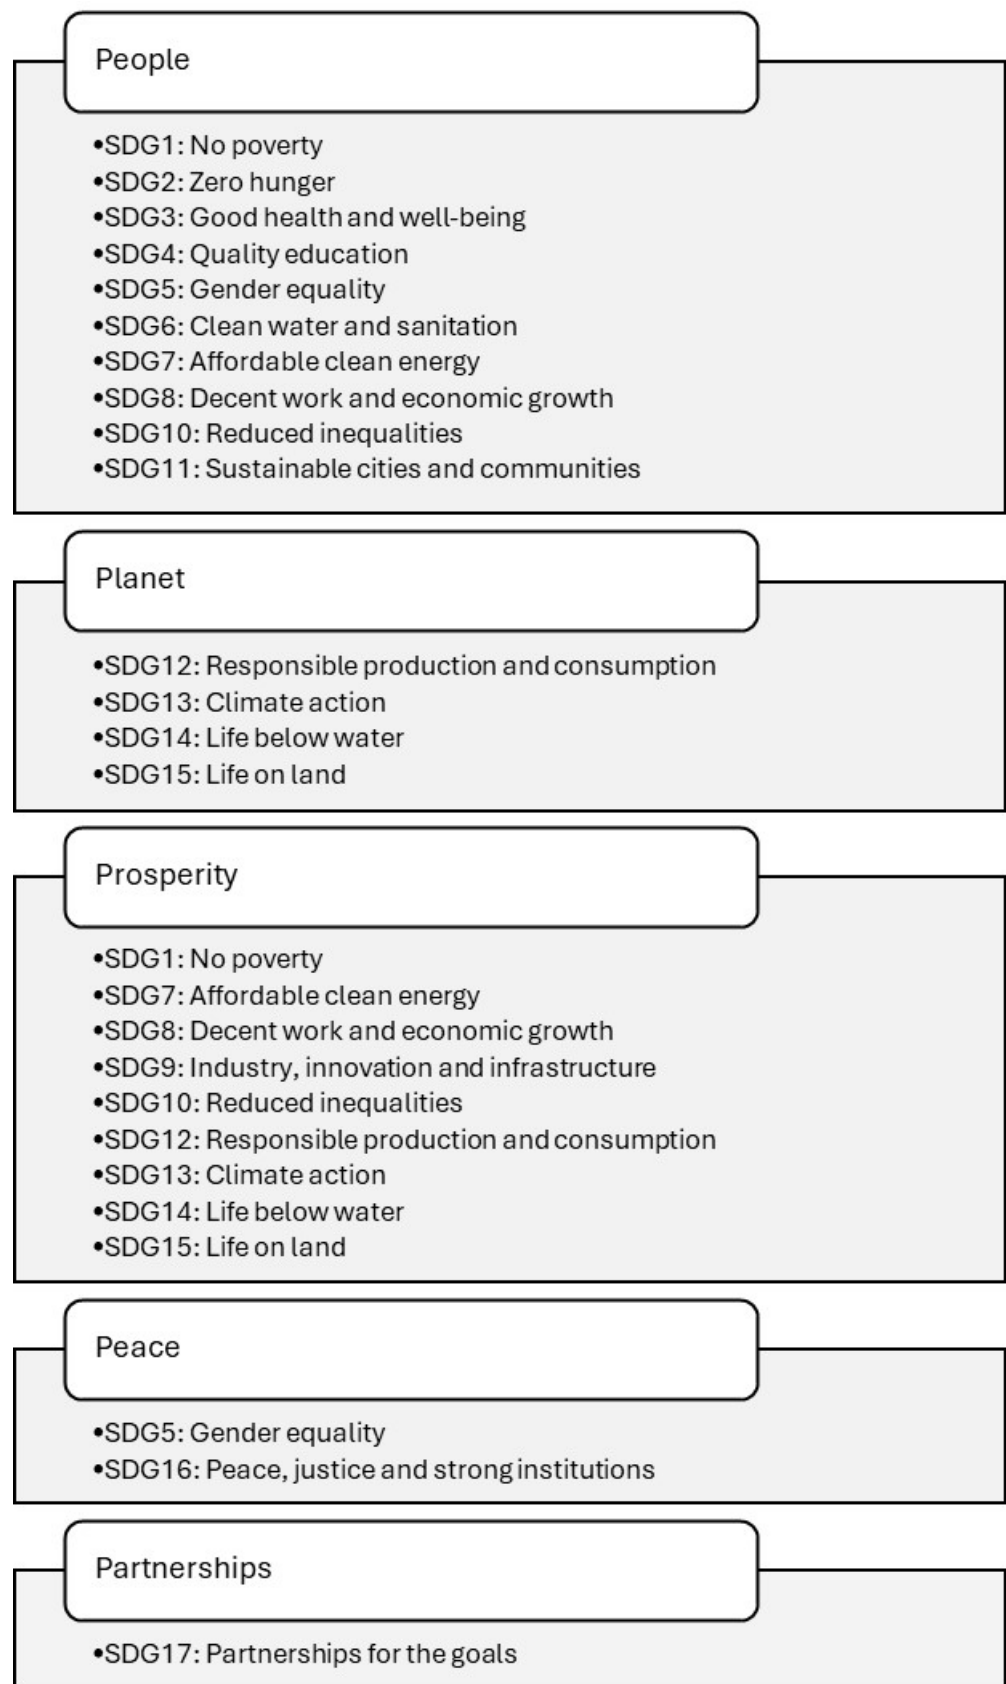 People
•SDG1: No poverty
•SDG2: Zero hunger
•SDG3: Good health and well-being
•SDG4: Quality education
•SDG5: Gender equality
•SDG6: Clean water and sanitation
•SDG7: Affordable clean energy
•SDG8: Decent work and economic growth
•SDG10: Reduced inequalities
•SDG11: Sustainable cities and communities
Planet
•SDG12: Responsible production and consumption
•SDG13: Climate action
•SDG14: Life below water
•SDG15: Life on land
Prosperity
•SDG1: No poverty
•SDG7: Affordable clean energy
•SDG8: Decent work and economic growth
•SDG9: Industry, innovation and infrastructure
•SDG10: Reduced inequalities
•SDG12: Responsible production and consumption
•SDG13: Climate action
•SDG14: Life below water
•SDG15: Life on land
Peace
•SDG5: Gender equality
•SDG16: Peace, justice and strong institutions
Partnerships
•SDG17: Partnerships for the goals